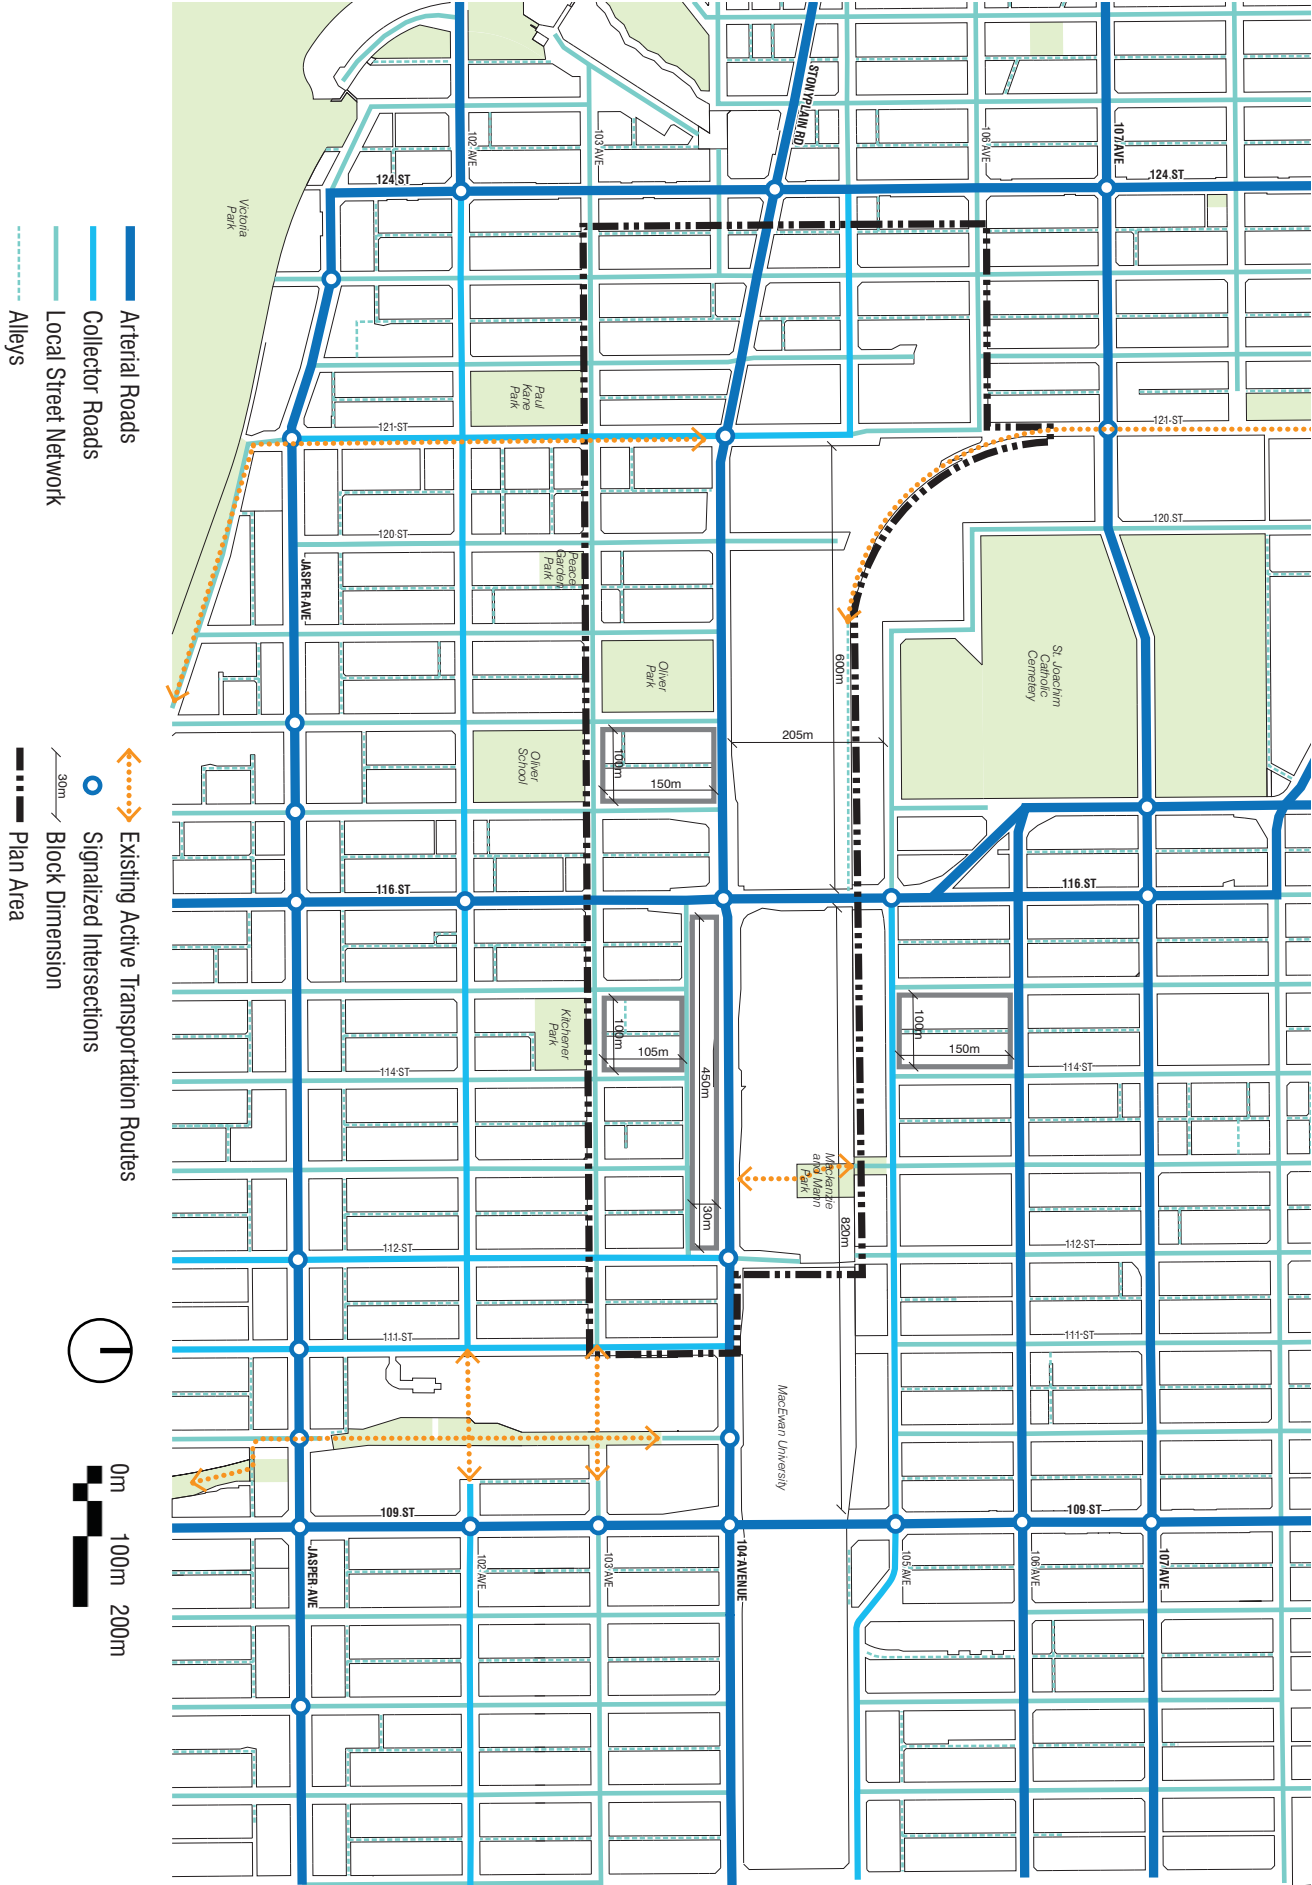 STONYPLAIN RD
102 AVE
103 AVE
106 AVE
107 AVE
124 ST
124 ST
Victoria
Park
Paul
Kane
Park
121 ST
121 ST
120 ST
120 ST
Peace
Garden
Park
JASPER AVE
600m
St. Joachim
Catholic
Cemetery
Oliver
Park
205m
Oliver
School
100m
150m
116 ST
116 ST
Kitchener
Park
100m
105m
450m
30m
100m
150m
114 ST
114 ST
Mackanzie
and Mann
Park
820m
112 ST
112 ST
111 ST
111 ST
MacEwan University
109 ST
109 ST
JASPER AVE
102 AVE
103 AVE
104 AVENUE
105 AVE
106 AVE
107 AVE
Arterial Roads
Collector Roads
Local Street Network
Alleys
Existing Active Transportation Routes
Signalized Intersections
30m
Block Dimension
Plan Area
0m 100m 200m